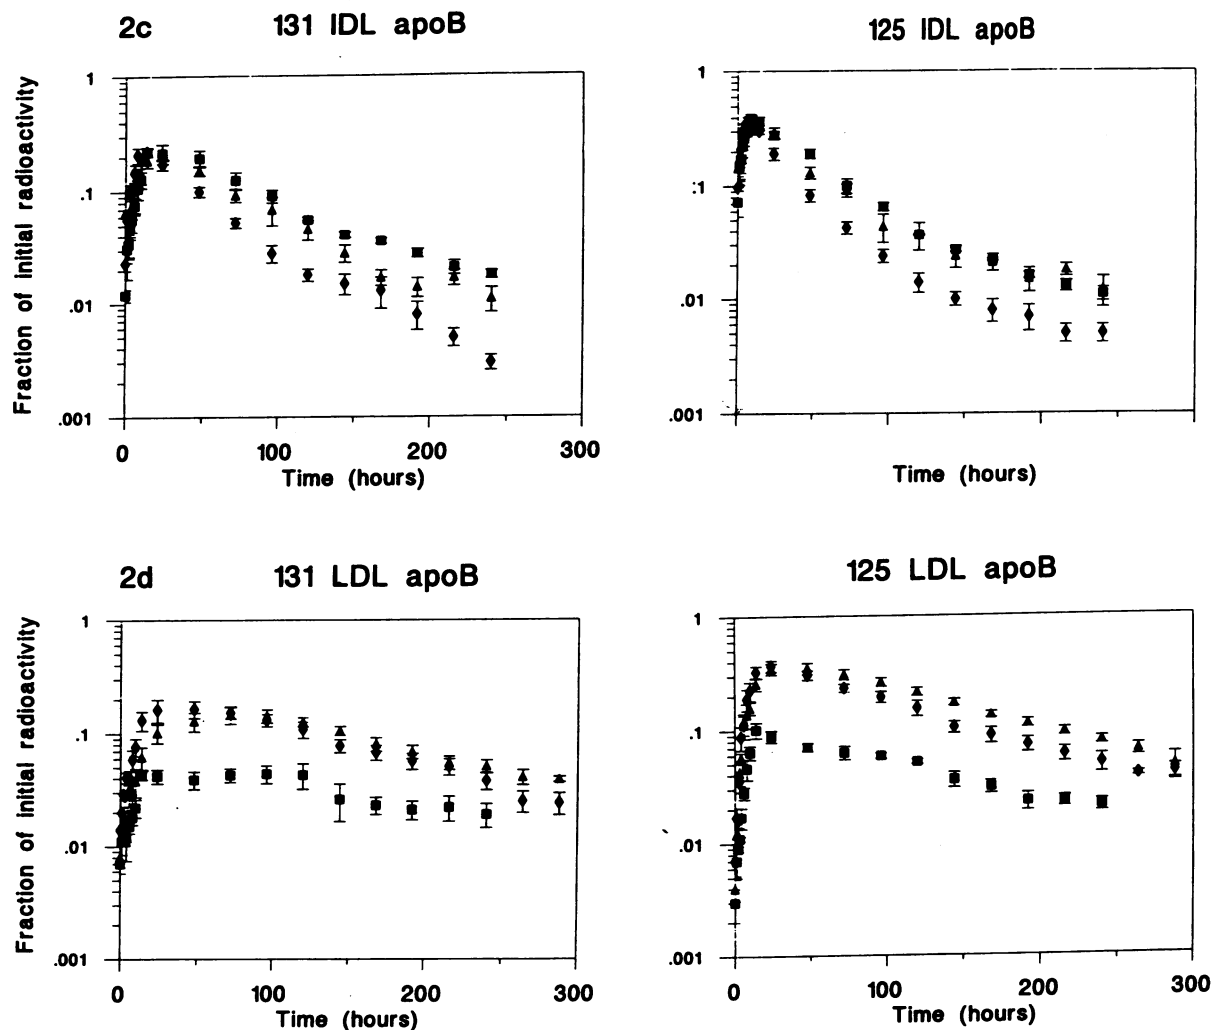 2c 131 IDL apoB
125 IDL apoB
Fraction of initial radioactivity
1
.1
.01
.001
0 100 200 300
Time (hours)
1
.1
.01
.001
Time (hours)
2d 131 LDL apoB
125 LDL apoB
Fraction of initial radioactivity
1
.1
.01
.001
0 100 200 300
Time (hours)
1
.1
.01
.001
0 100 200 300
Time (hours)